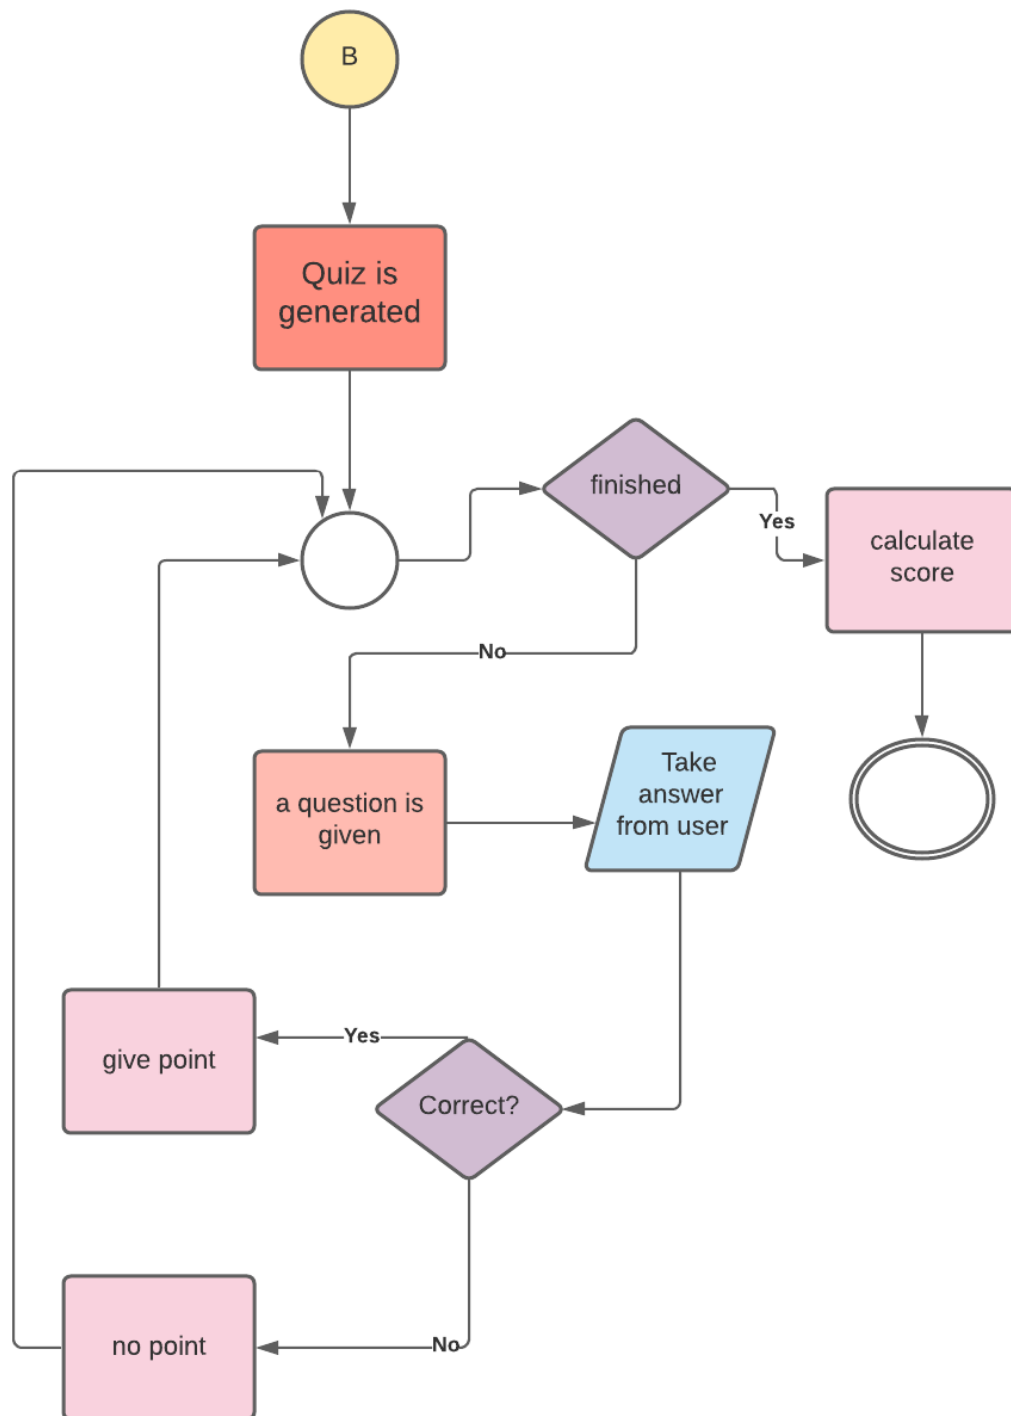 B
Quiz is
generated
finished
Yes
calculate
score
No
a question is
given
Take
answer
from user
Yes
give point
Correct?
No
no point